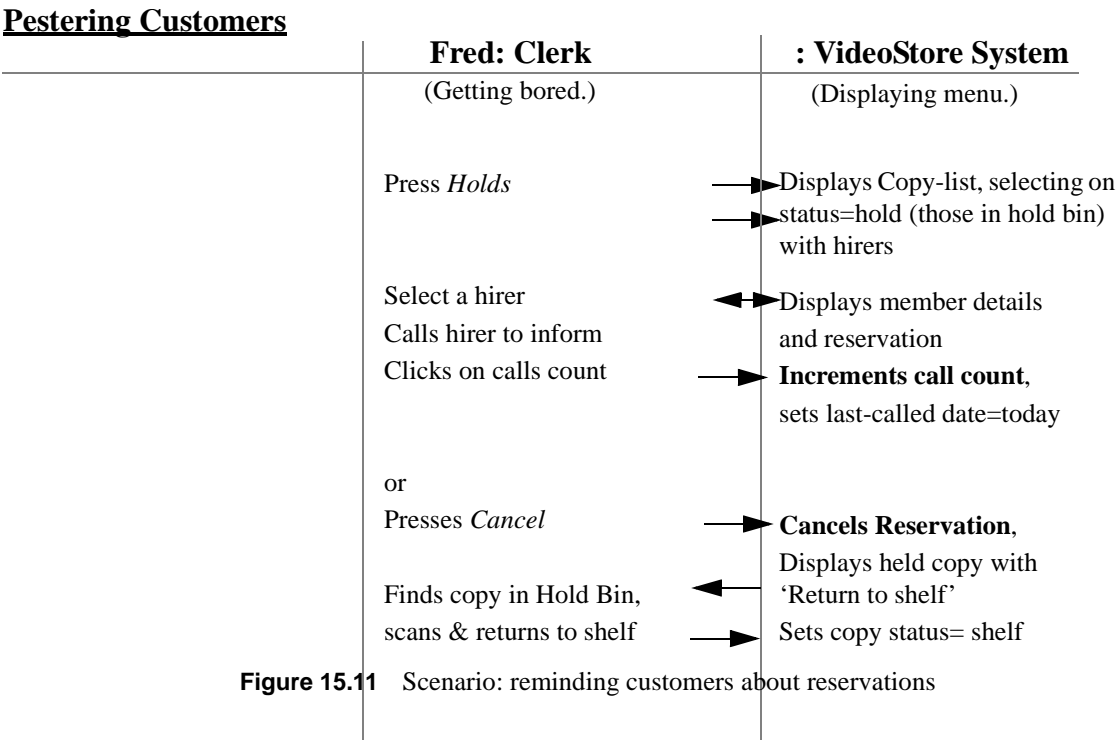 Pestering Customers
Fred: Clerk
: VideoStore System
(Getting bored.)
(Displaying menu.)
Press Holds
Displays Copy-list, selecting on
status=hold (those in hold bin)
with hirers
Select a hirer
Displays member details
Calls hirer to inform
and reservation
Clicks on calls count
Increments call count,
sets last-called date=today
or
Presses Cancel
Cancels Reservation,
Displays held copy with
Finds copy in Hold Bin,
‘Return to shelf’
scans & returns to shelf
Sets copy status= shelf
Figure 15.11 Scenario: reminding customers about reservations